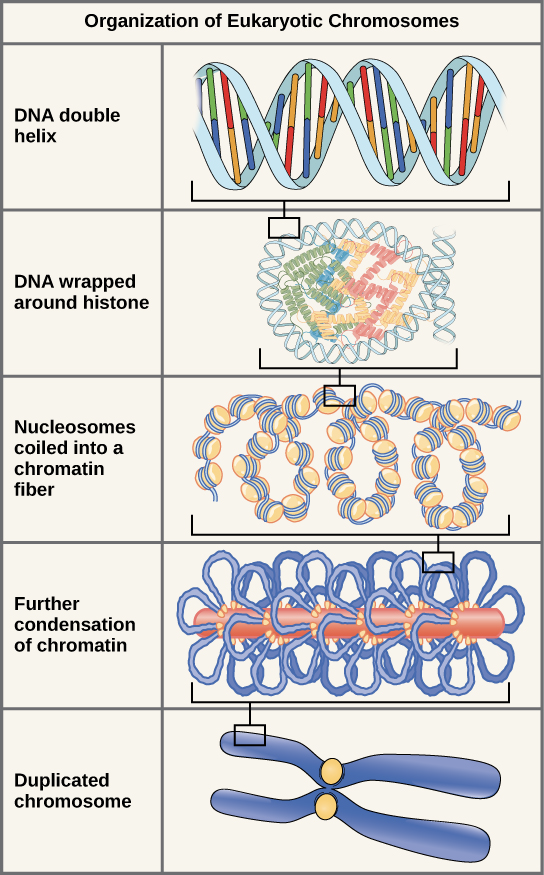 Organization of Eukaryotic Chromosomes
DNA double
helix
DNA wrapped
around histone
Nucleosomes
coiled into a
chromatin
fiber
Further
condensation
of chromatin
Duplicated
chromosome